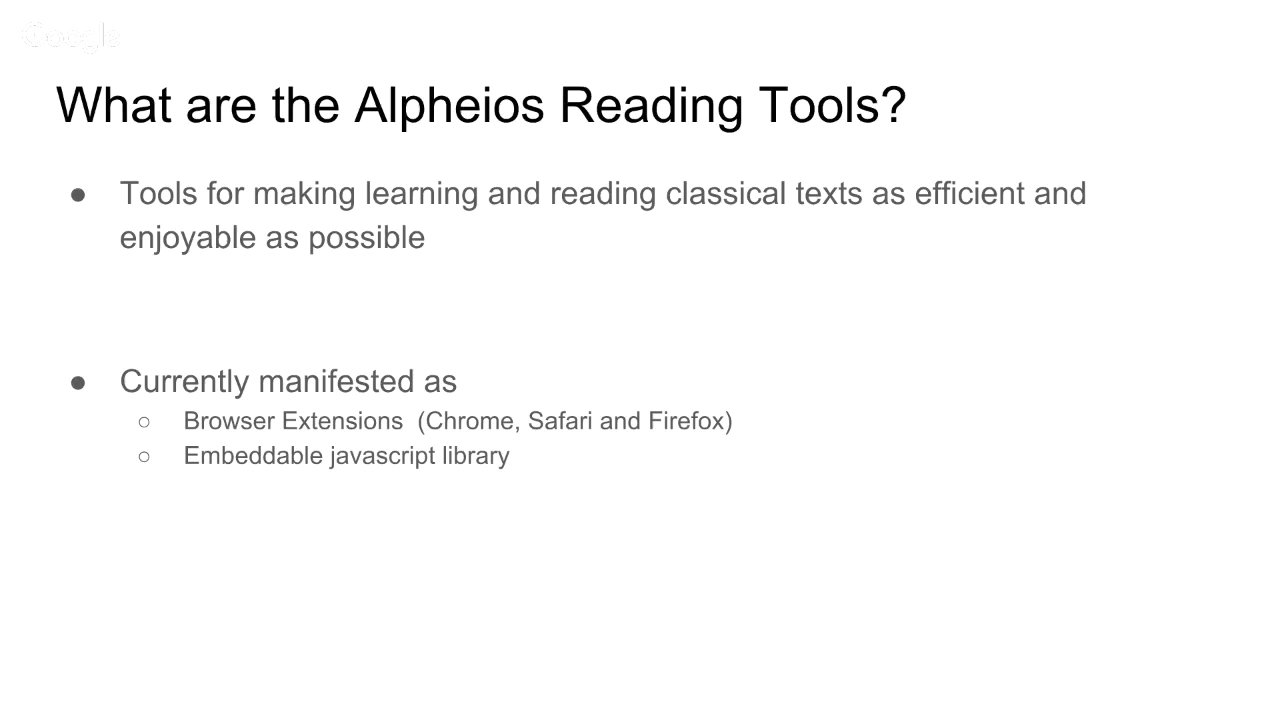 Google
What are the Alpheios Reading Tools?
● Tools for making learning and reading classical texts as efficient and
enjoyable as possible
● Currently manifested as
○ Browser Extensions  (Chrome, Safari and Firefox)
○ Embeddable javascript library